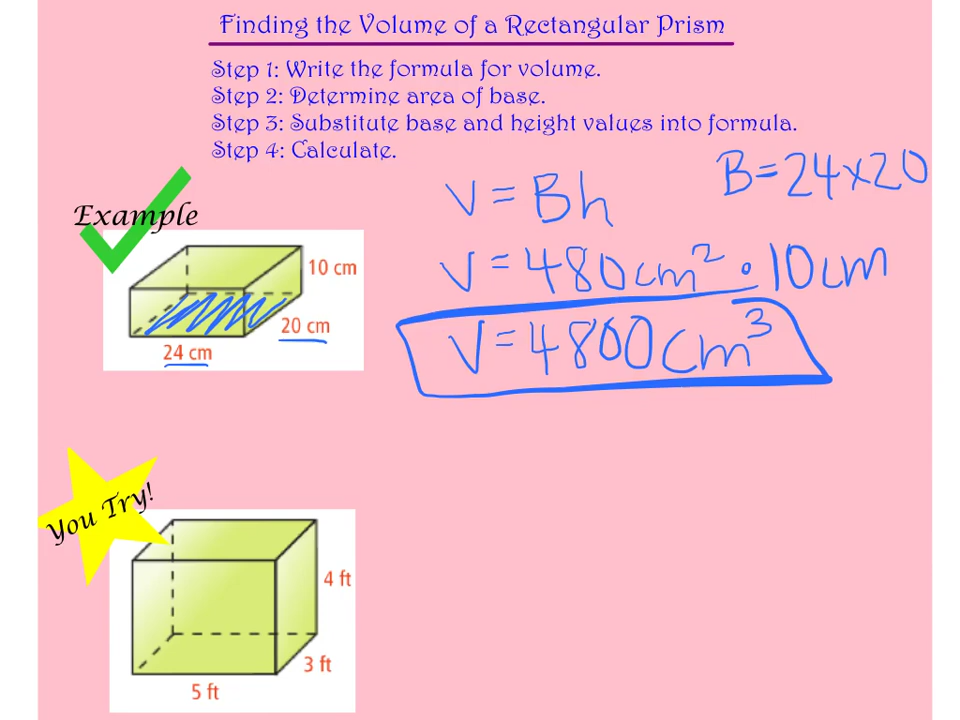 Finding the Volume of a Rectangular Prism
Step 1: Write the formula for volume.
Step 2: Determine area of base.
Step 3: Substitute base and height values into formula.
Step 4: Calculate.
B=24x20
Example
V = Bh
10 cm
20 cm
24 cm
V = 480cm² · 10cm
V = 4800cm³
You Try!
4 ft
3 ft
5 ft